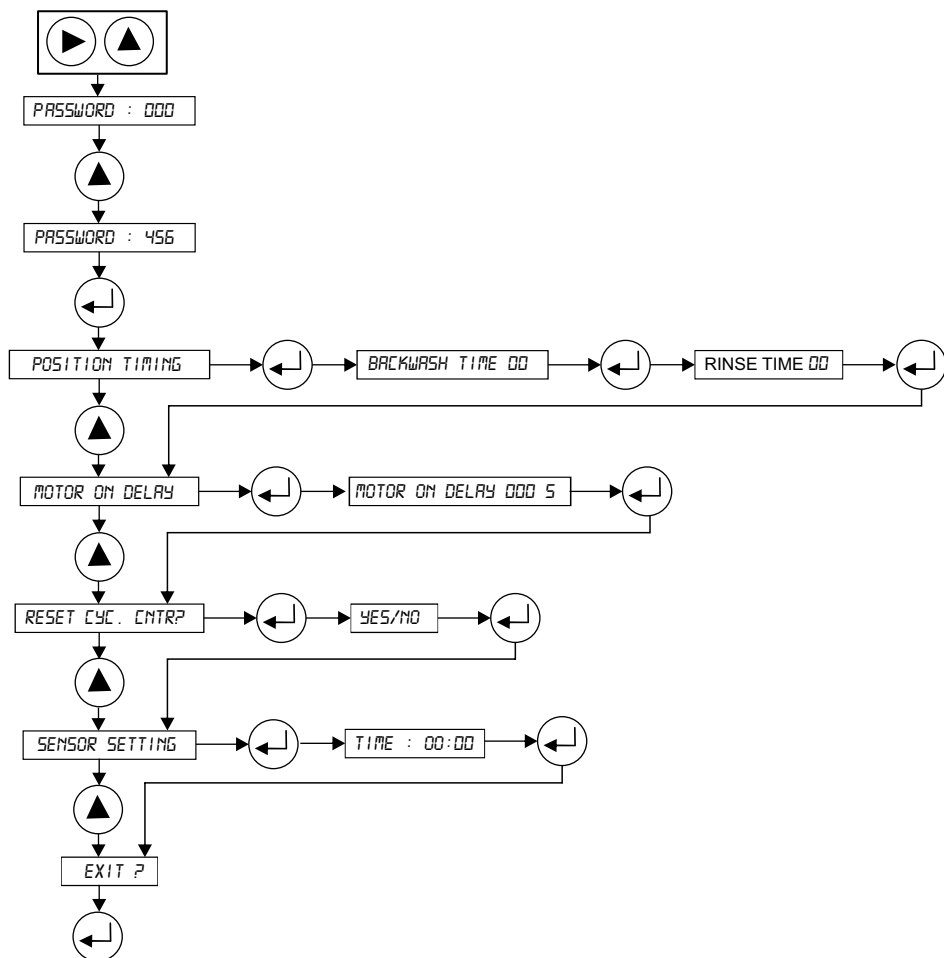 PASSWORD : 000
PASSWORD : 456
POSITION TIMING
BACKWASH TIME 00
RINSE TIME 00
MOTOR ON DELAY
MOTOR ON DELAY 000 S
RESET CYC. CNTR?
YES/NO
SENSOR SETTING
TIME : 00:00
EXIT ?